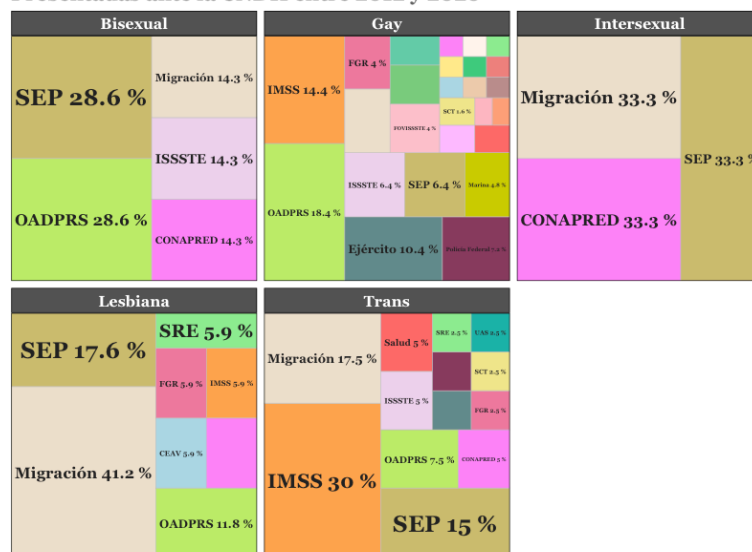 Bisexual
SEP 28.6 %
Migración 14.3 %
ISSSTE 14.3 %
OADPRS 28.6 %
CONAPRED 14.3 %
Gay
IMSS 14.4 %
FGR 4 %
FOVISSSTE 4 %
SCT 1.6 %
OADPRS 18.4 %
ISSSTE 6.4 %
SEP 6.4 %
Marina 4.8 %
Ejército 10.4 %
Policía Federal
Intersexual
Migración 33.3 %
SEP 33.3 %
CONAPRED 33.3 %
Lesbiana
SEP 17.6 %
SRE 5.9 %
FGR 5.9 %
IMSS 5.9 %
Migración 41.2 %
CEAV 5.9 %
OADPRS 11.8 %
Trans
Migración 17.5 %
Salud 5 %
SRE 2.5 %
UAS 2.5 %
SCT 2.5 %
ISSSTE 5 %
FGR 2.5 %
IMSS 30 %
OADPRS 7.5 %
CONAPRED 5 %
SEP 15 %